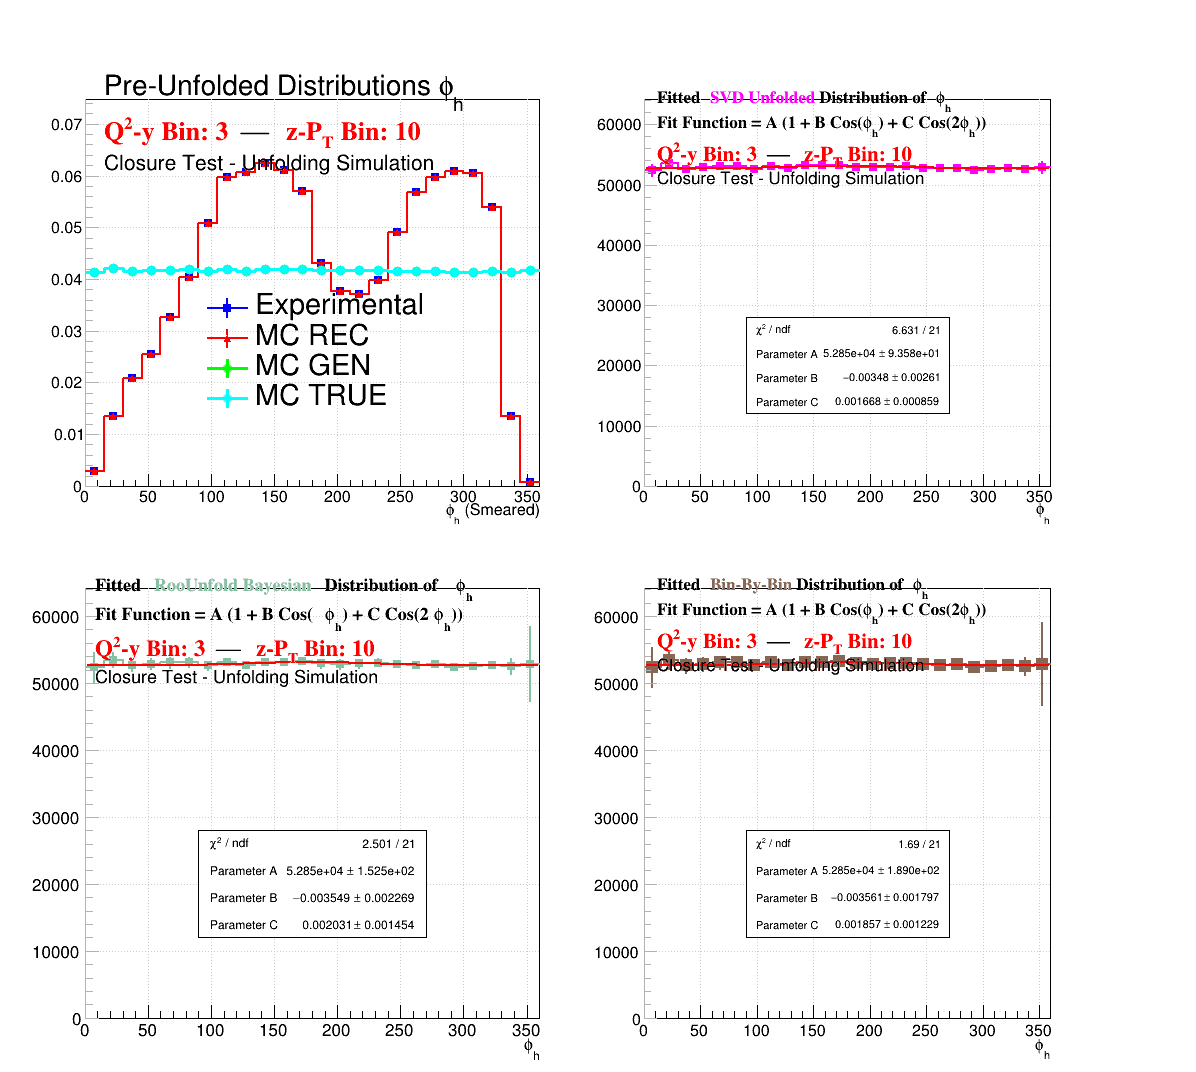 Pre-Unfolded Distributions ϕh
Q2-y Bin: 3 — z-PT Bin: 10
Closure Test - Unfolding Simulation
0.07
0.06
0.05
0.04
0.03
0.02
0.01
0
Experimental
MC REC
MC GEN
MC TRUE
0 50 100 150 200 250 300 350
ϕh (Smeared)
Fitted SVD Unfolded Distribution of ϕh
Fit Function = A (1 + B Cos(ϕh) + C Cos(2ϕh))
Q2-y Bin: 3 — z-PT Bin: 10
Closure Test - Unfolding Simulation
60000
50000
40000
30000
20000
10000
0
χ2 / ndf 6.631 / 21
Parameter A 5.285e+04 ± 9.358e+01
Parameter B −0.00348 ± 0.00261
Parameter C 0.001668 ± 0.000859
0 50 100 150 200 250 300 350
ϕh
Fitted RooUnfold Bayesian Distribution of ϕh
Fit Function = A (1 + B Cos( ϕh) + C Cos(2 ϕh))
Q2-y Bin: 3 — z-PT Bin: 10
Closure Test - Unfolding Simulation
60000
50000
40000
30000
20000
10000
0
χ2 / ndf 2.501 / 21
Parameter A 5.285e+04 ± 1.525e+02
Parameter B −0.003549 ± 0.002269
Parameter C 0.002031 ± 0.001454
0 50 100 150 200 250 300 350
ϕh
Fitted Bin-By-Bin Distribution of ϕh
Fit Function = A (1 + B Cos(ϕh) + C Cos(2ϕh))
Q2-y Bin: 3 — z-PT Bin: 10
Closure Test - Unfolding Simulation
60000
50000
40000
30000
20000
10000
0
χ2 / ndf 1.69 / 21
Parameter A 5.285e+04 ± 1.890e+02
Parameter B −0.003561 ± 0.001797
Parameter C 0.001857 ± 0.001229
0 50 100 150 200 250 300 350
ϕh